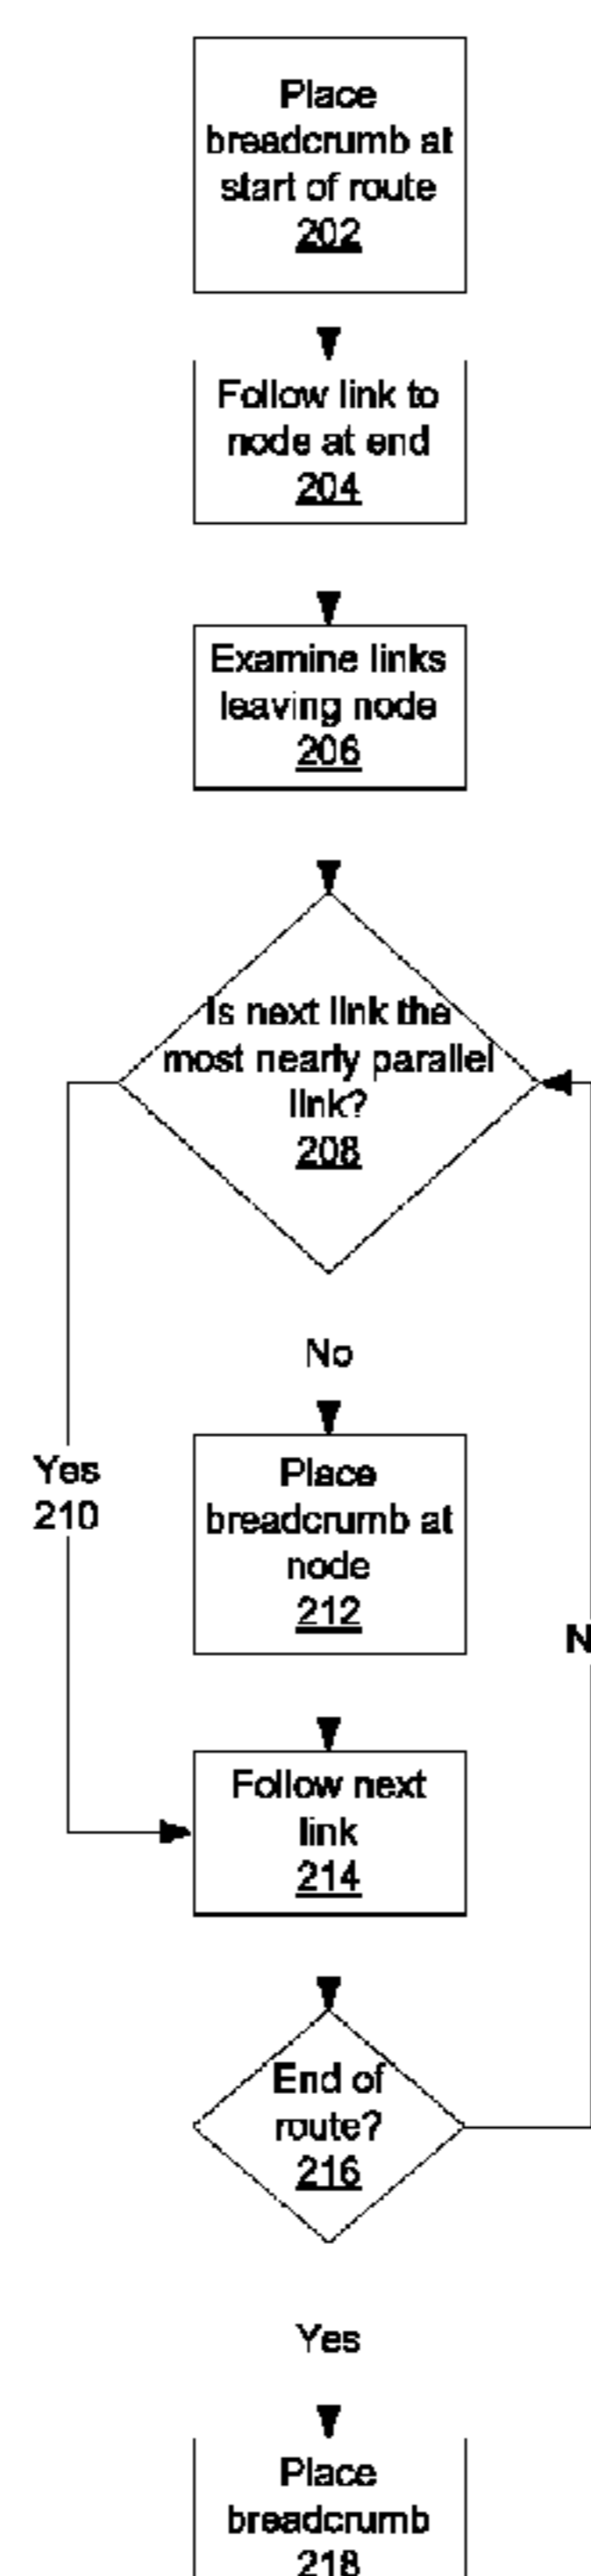 Place
breadcrumb at
start of route
202
Follow link to
node at end
204
Examine links
leaving node
206
Is next link the
most nearly parallel
link?
208
No
Yes
210
Place
breadcrumb at
node
212
N
Follow next
link
214
End of
route?
216
Yes
Place
breadcrumb
218